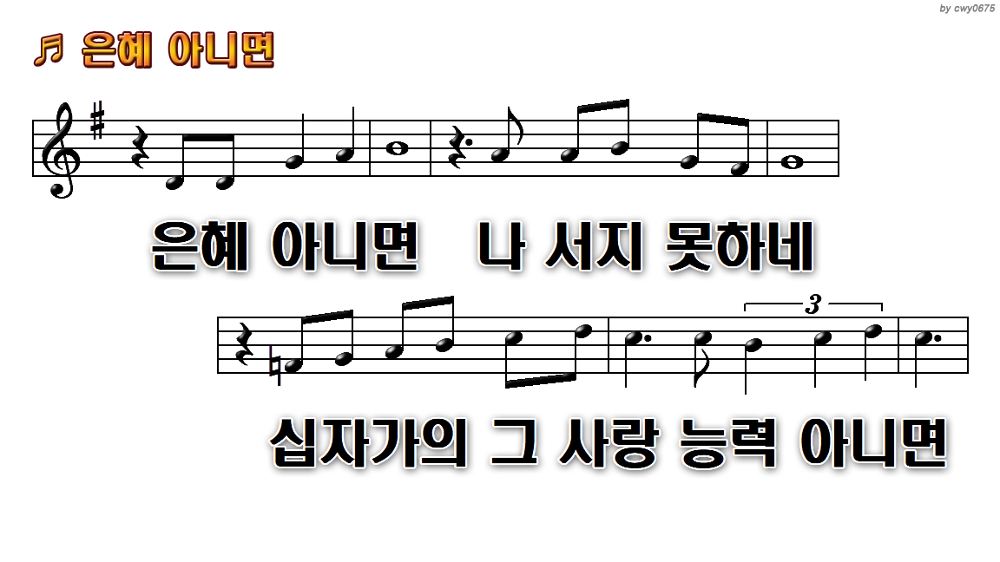 by cwy0675
♬ 은혜 아니면
은혜 아니면 나 서지 못하네
3
십자가의 그 사랑 능력 아니면